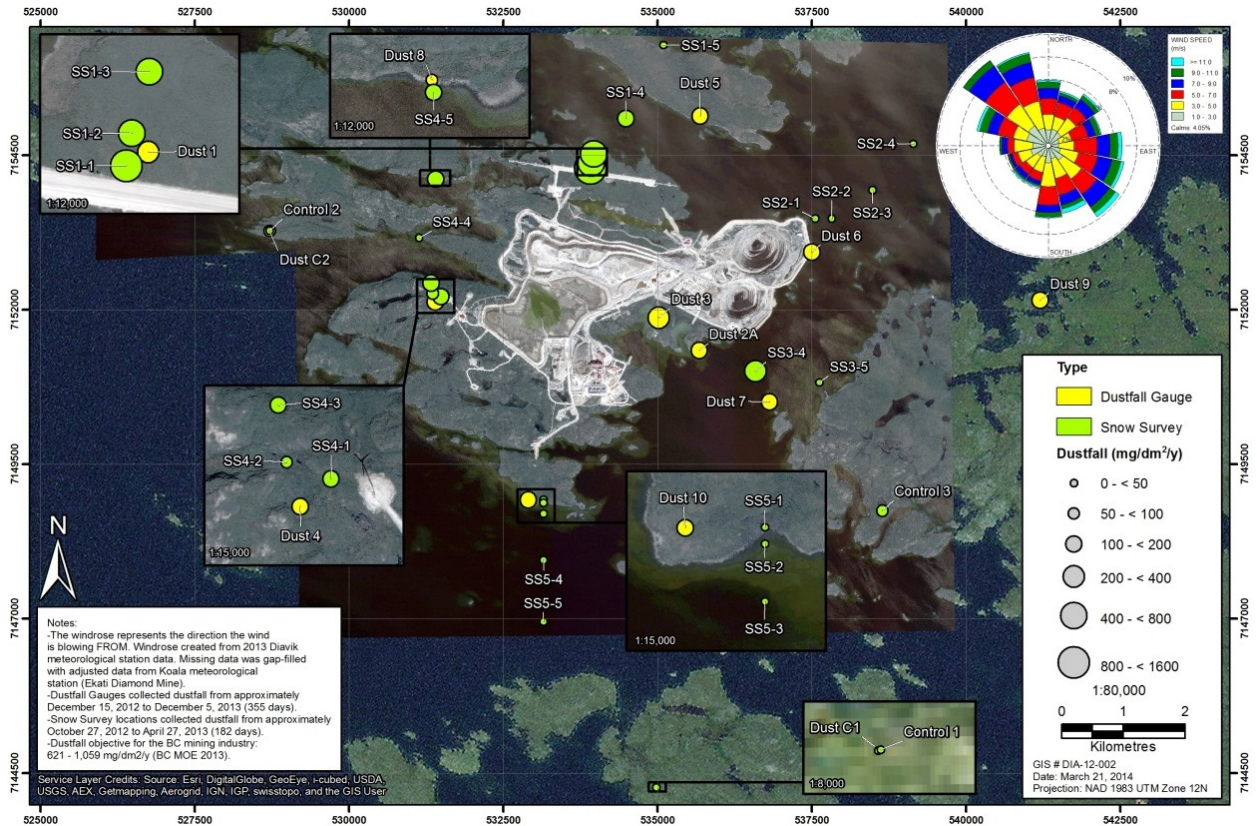 525000
527500
530000
532500
535000
537500
540000
542500
7154500
7152000
7149500
7147000
7144500
7154500
7152000
7149500
7147000
7144500
SS1-3
SS1-2
Dust 1
SS1-1
1:12,000
Dust 8
SS4-5
1:12,000
SS1-5
Dust 5
SS1-4
SS2-4
SS2-2
SS2-1
SS2-3
Dust 6
Control 2
Dust C2
SS4-4
Dust 9
Dust 3
Dust 2A
SS3-4
SS3-5
Dust 7
SS4-3
SS4-1
SS4-2
Dust 4
1:15,000
Control 3
Dust 10
SS5-1
SS5-2
SS5-3
1:15,000
SS5-4
SS5-5
Dust C1
Control 1
1:8,000
NORTH
10%
8%
WEST
EAST
SOUTH
WIND SPEED
(m/s)
>= 11.0
9.0 - 11.0
7.0 - 9.0
5.0 - 7.0
3.0 - 5.0
1.0 - 3.0
Calms: 4.05%
Type
Dustfall Gauge
Snow Survey
Dustfall (mg/dm²/y)
0 - < 50
50 - < 100
100 - < 200
200 - < 400
400 - < 800
800 - < 1600
1:80,000
0 1 2
Kilometres
GIS # DIA-12-002
Date: March 21, 2014
Projection: NAD 1983 UTM Zone 12N
N
Notes:
-The windrose represents the direction the wind
is blowing FROM. Windrose created from 2013 Diavik
meteorological station data. Missing data was gap-filled
with adjusted data from Koala meteorological
station (Ekati Diamond Mine).
-Dustfall Gauges collected dustfall from approximately
December 15, 2012 to December 5, 2013 (355 days).
-Snow Survey locations collected dustfall from approximately
October 27, 2012 to April 27, 2013 (182 days).
-Dustfall objective for the BC mining industry:
621 - 1,059 mg/dm2/y (BC MOE 2013).
Service Layer Credits: Source: Esri, DigitalGlobe, GeoEye, i-cubed, USDA,
USGS, AEX, Getmapping, Aerogrid, IGN, IGP, swisstopo, and the GIS User
525000
527500
530000
532500
535000
537500
540000
542500